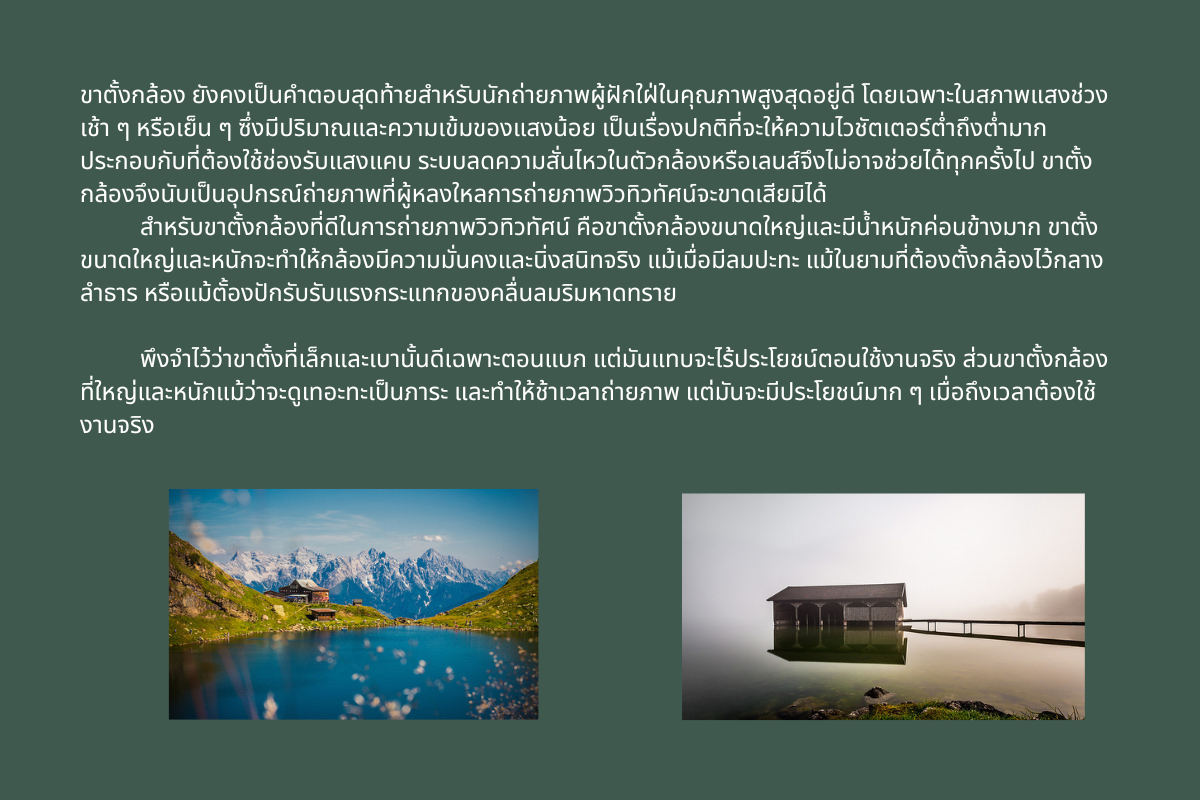 ขาตั้งกล้อง ยังคงเป็นคำตอบสุดท้ายสำหรับนักถ่ายภาพผู้ฝักใฝ่ในคุณภาพสูงสุดอยู่ดี โดยเฉพาะในสภาพแสงช่วง
เช้า ๆ หรือเย็น ๆ ซึ่งมีปริมาณและความเข้มของแสงน้อย เป็นเรื่องปกติที่จะให้ความไวชัตเตอร์ต่ำถึงต่ำมาก
ประกอบกับที่ต้องใช้ช่องรับแสงแคบ ระบบลดความสั่นไหวในตัวกล้องหรือเลนส์จึงไม่อาจช่วยได้ทุกครั้งไป ขาตั้ง
กล้องจึงนับเป็นอุปกรณ์ถ่ายภาพที่ผู้หลงใหลการถ่ายภาพวิวทิวทัศน์จะขาดเสียมิได้
สำหรับขาตั้งกล้องที่ดีในการถ่ายภาพวิวทิวทัศน์ คือขาตั้งกล้องขนาดใหญ่และมีน้ำหนักค่อนข้างมาก ขาตั้ง
ขนาดใหญ่และหนักจะทำให้กล้องมีความมั่นคงและนิ่งสนิทจริง แม้เมื่อมีลมปะทะ แม้ในยามที่ต้องตั้งกล้องไว้กลาง
ลำธาร หรือแม้ตั้องปักรับรับแรงกระแทกของคลื่นลมริมหาดทราย
พึงจำไว้ว่าขาตั้งที่เล็กและเบานั้นดีเฉพาะตอนแบก แต่มันแทบจะไร้ประโยชน์ตอนใช้งานจริง ส่วนขาตั้งกล้อง
ที่ใหญ่และหนักแม้ว่าจะดูเทอะทะเป็นภาระ และทำให้ช้าเวลาถ่ายภาพ แต่มันจะมีประโยชน์มาก ๆ เมื่อถึงเวลาต้องใช้
งานจริง